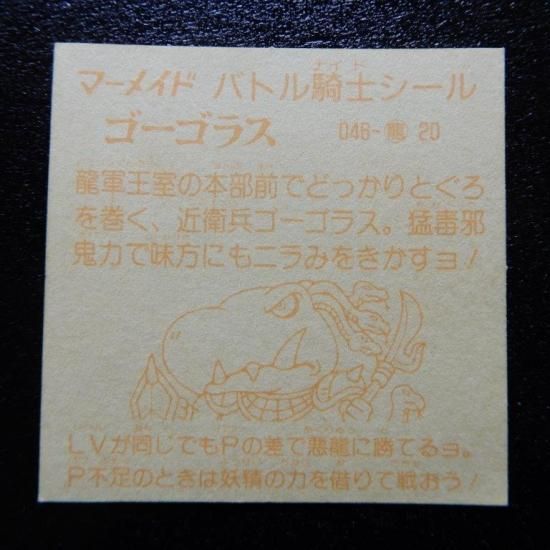 マーメイド バトル騎士シール
ナイト
ゴーゴラス 046-龍 20
龍軍王室の本部前でどっかりとぐろ
を巻く、近衛兵ゴーゴラス。猛毒邪
鬼力で味方にもニラみをきかすヨ!
LVが同じでもPの差で悪龍に勝てるヨ。
P不足のときは妖精の力を借りて戦おう!